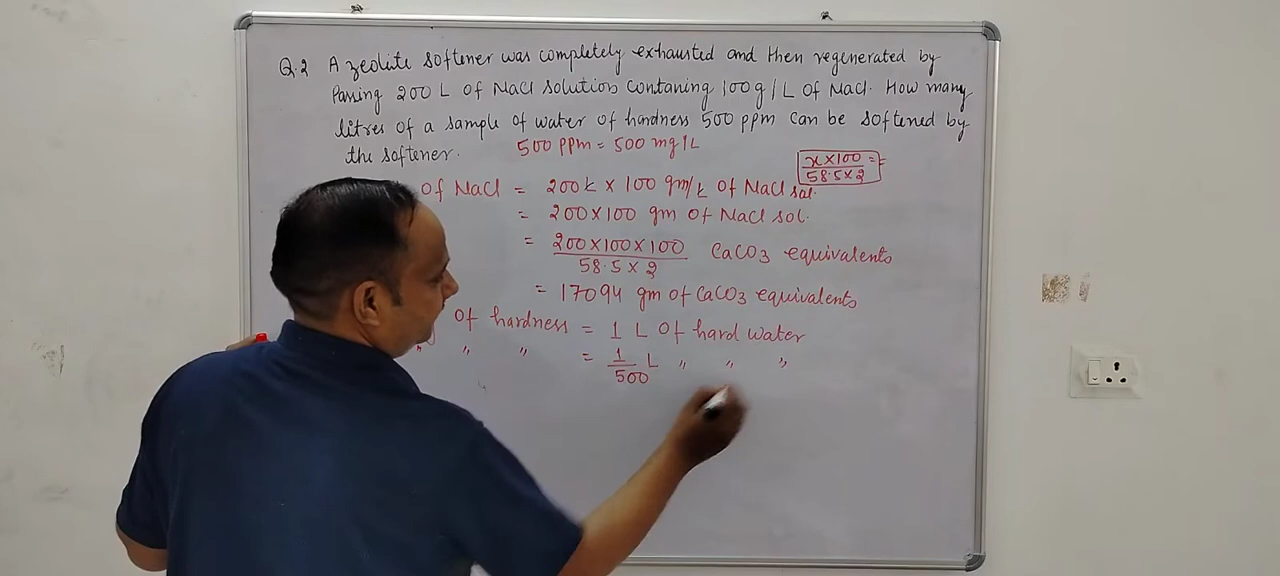 Q.2 A zeolite softener was completely exhausted and then regenerated by
Passing 200 L of NaCl solution contaning 100g/L of NaCl. How many
litres of a sample of water of hardness 500 ppm can be softened by
the softener.
500 ppm = 500 mg/L
x×100/58.5×2 =
of NaCl = 200L × 100 gm/L of NaCl sol.
= 200×100 gm of NaCl sol.
= 200×100×100/58.5×2 CaCO3 equivalents
= 17094 gm of CaCO3 equivalents
of hardness = 1 L of hard water
" " " = 1/500 L " " "